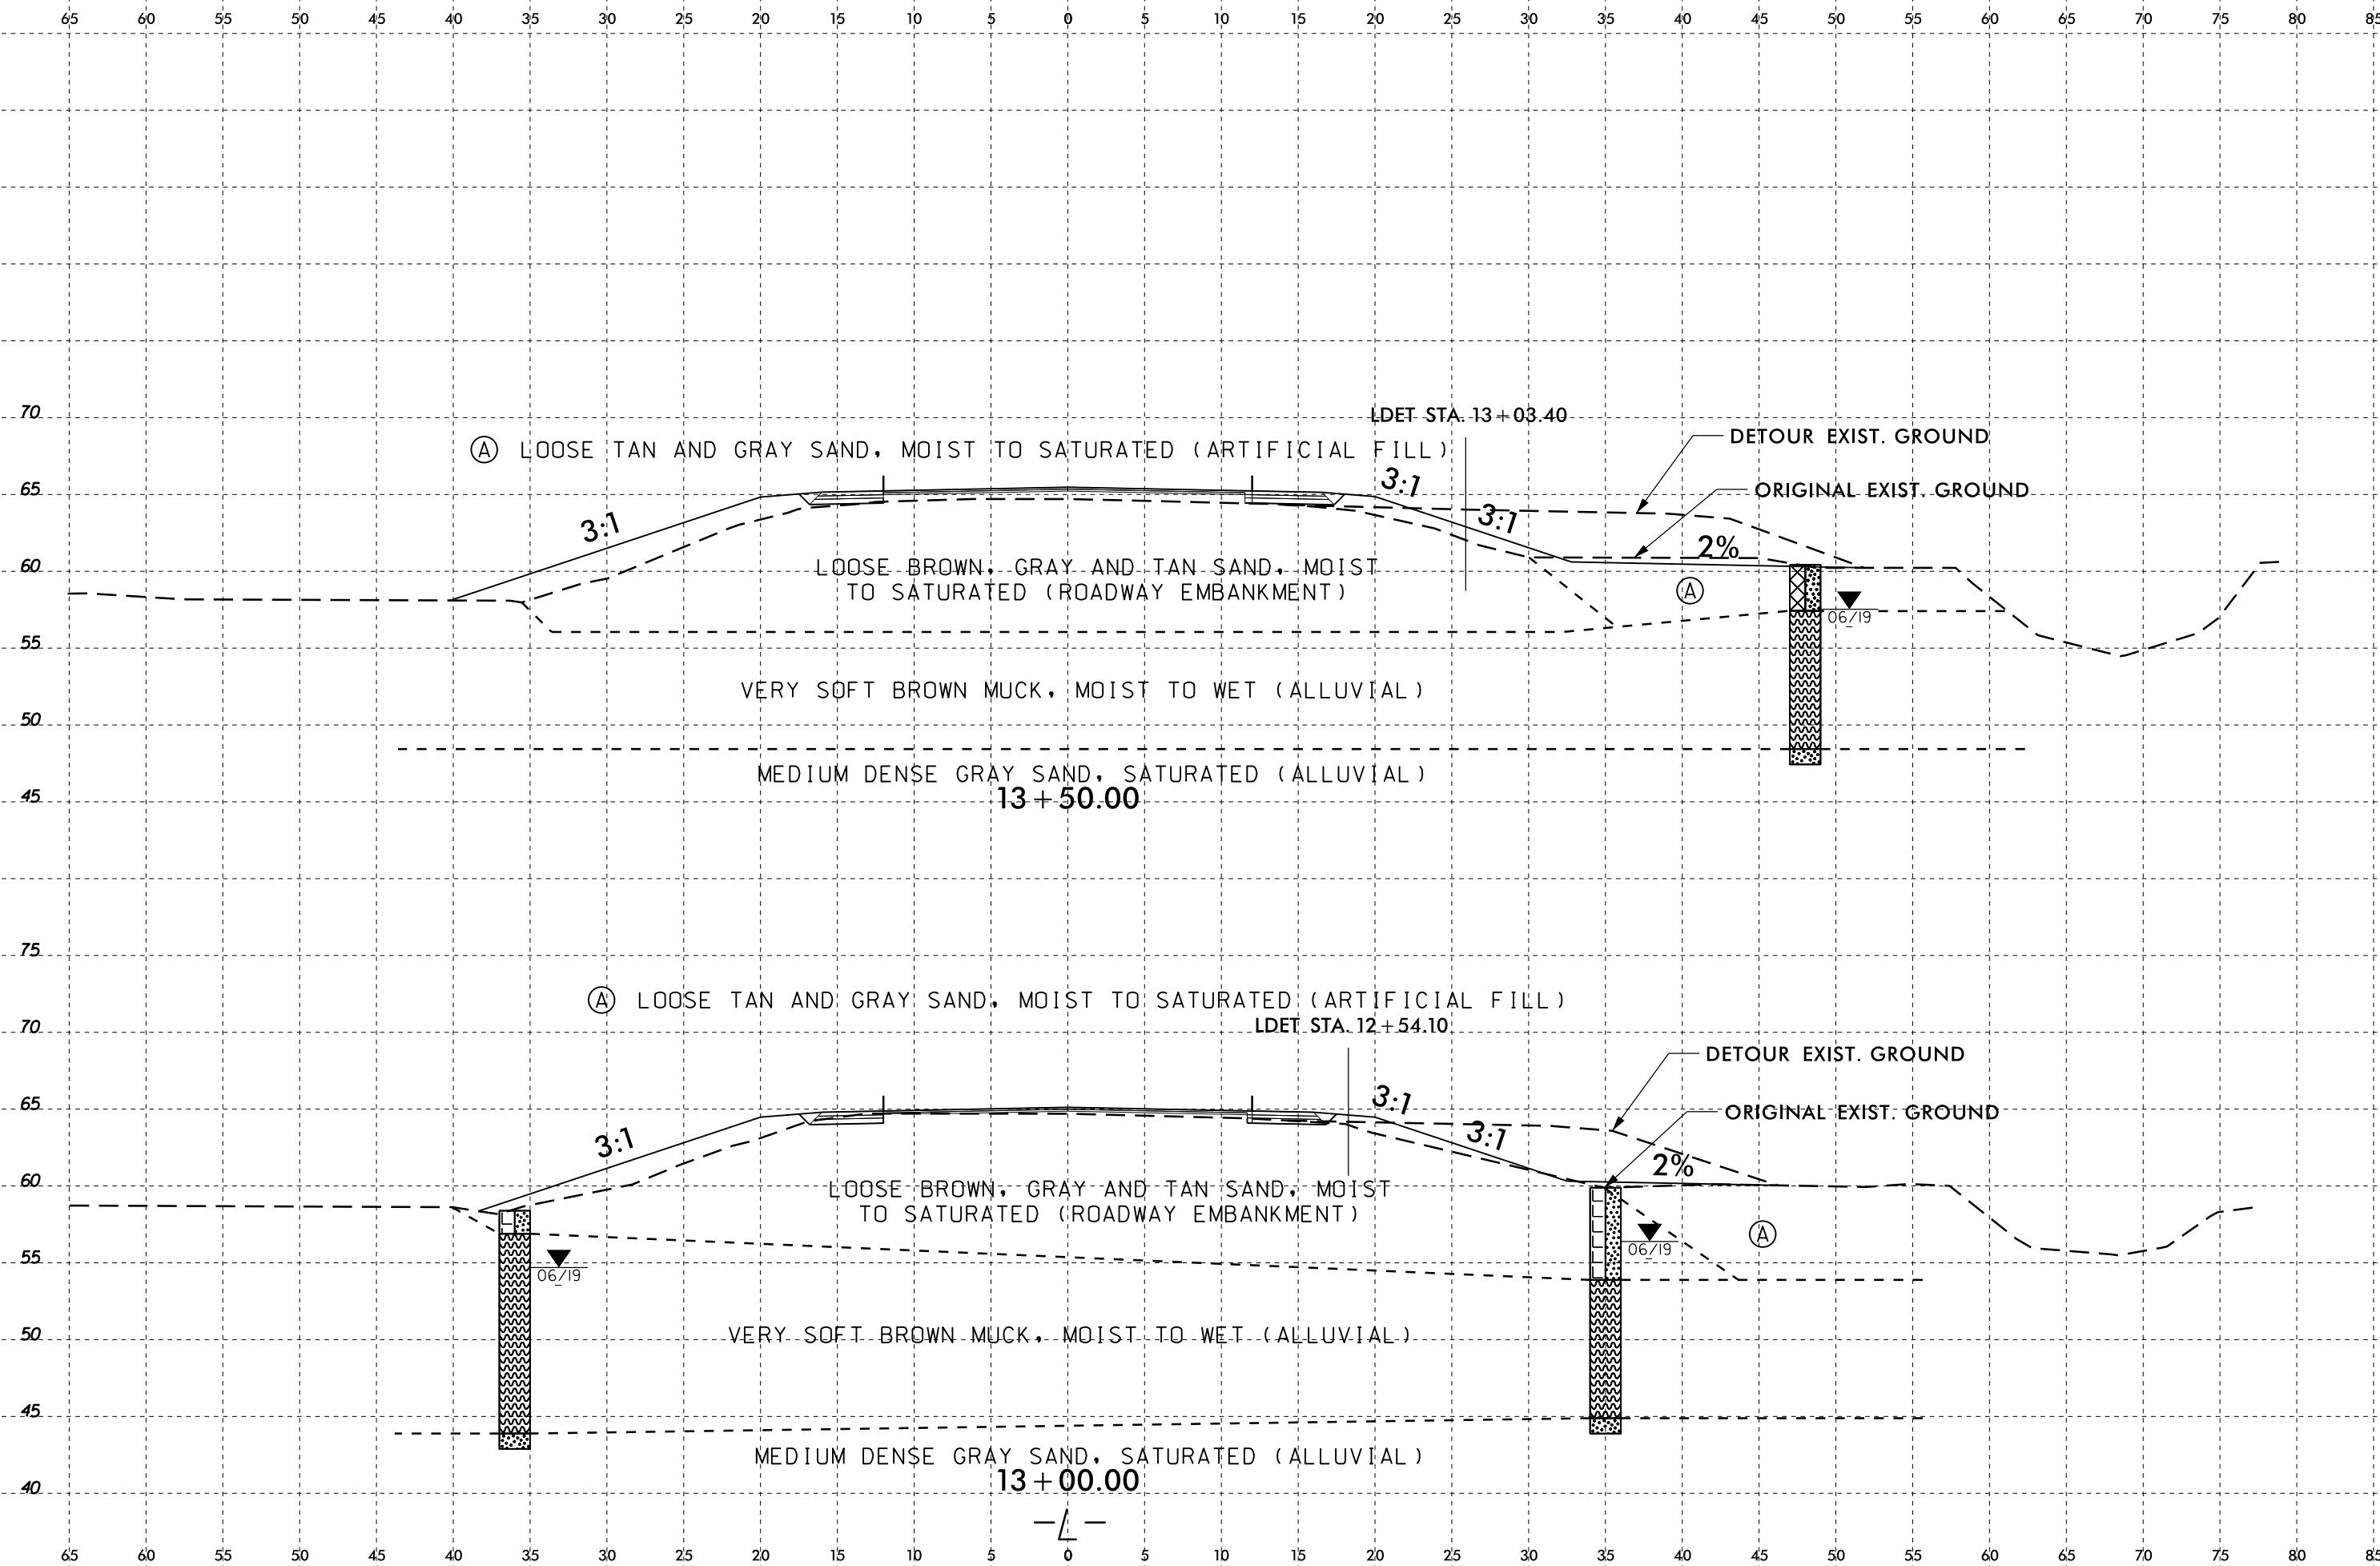 65 60 55 50 45 40 35 30 25 20 15 10 5 0 5 10 15 20 25 30 35 40 45 50 55 60 65 70 75 80 85
70
LDET STA. 13+03.40
DETOUR EXIST. GROUND
A LOOSE TAN AND GRAY SAND, MOIST TO SATURATED (ARTIFICIAL FILL)
3:1
65
ORIGINAL EXIST. GROUND
3:1
3:1
2%
60
LOOSE BROWN, GRAY AND TAN SAND, MOIST
TO SATURATED (ROADWAY EMBANKMENT)
A
06/19
55
VERY SOFT BROWN MUCK, MOIST TO WET (ALLUVIAL)
50
MEDIUM DENSE GRAY SAND, SATURATED (ALLUVIAL)
45
13+50.00
75
A LOOSE TAN AND GRAY SAND, MOIST TO SATURATED (ARTIFICIAL FILL)
70
LDET STA. 12+54.10
DETOUR EXIST. GROUND
65
3:1
ORIGINAL EXIST. GROUND
3:1
3:1
2%
60
LOOSE BROWN, GRAY AND TAN SAND, MOIST
TO SATURATED (ROADWAY EMBANKMENT)
A
06/19
55
06/19
50
VERY SOFT BROWN MUCK, MOIST TO WET (ALLUVIAL)
45
MEDIUM DENSE GRAY SAND, SATURATED (ALLUVIAL)
40
13+00.00
-L-
65 60 55 50 45 40 35 30 25 20 15 10 5 0 5 10 15 20 25 30 35 40 45 50 55 60 65 70 75 80 85